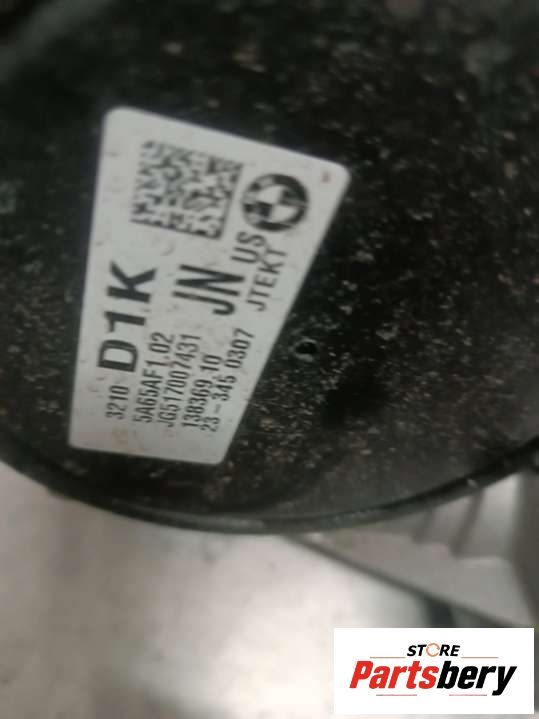 3210
D1K
JN
US
5A65AF1.02
JG517007431
JTEKT
138369 10
23-345 0307
STORE
Partsbery